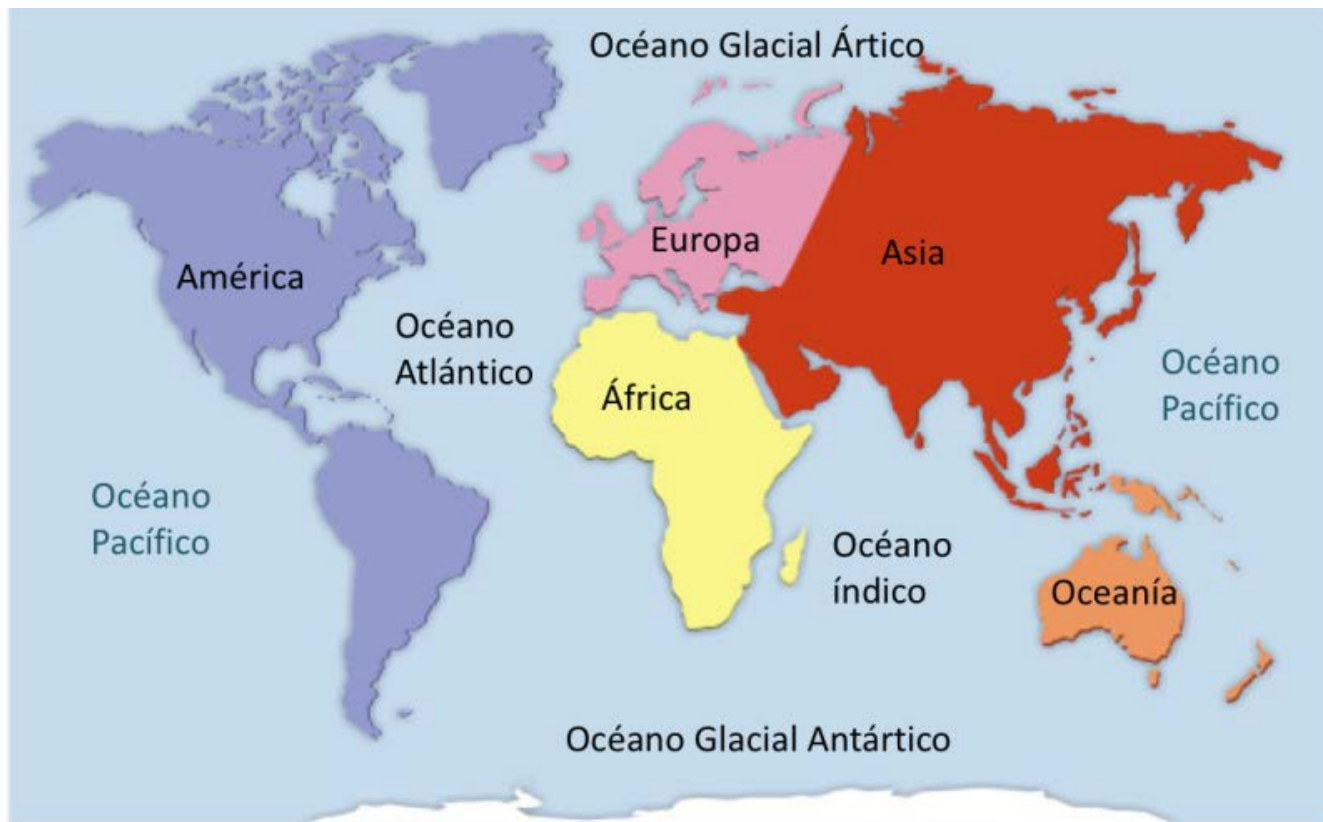 Océano Glacial Ártico
Europa
Asia
América
Océano
Atlántico
Océano
Pacífico
África
Océano
Pacífico
Océano
índico
Oceanía
Océano Glacial Antártico